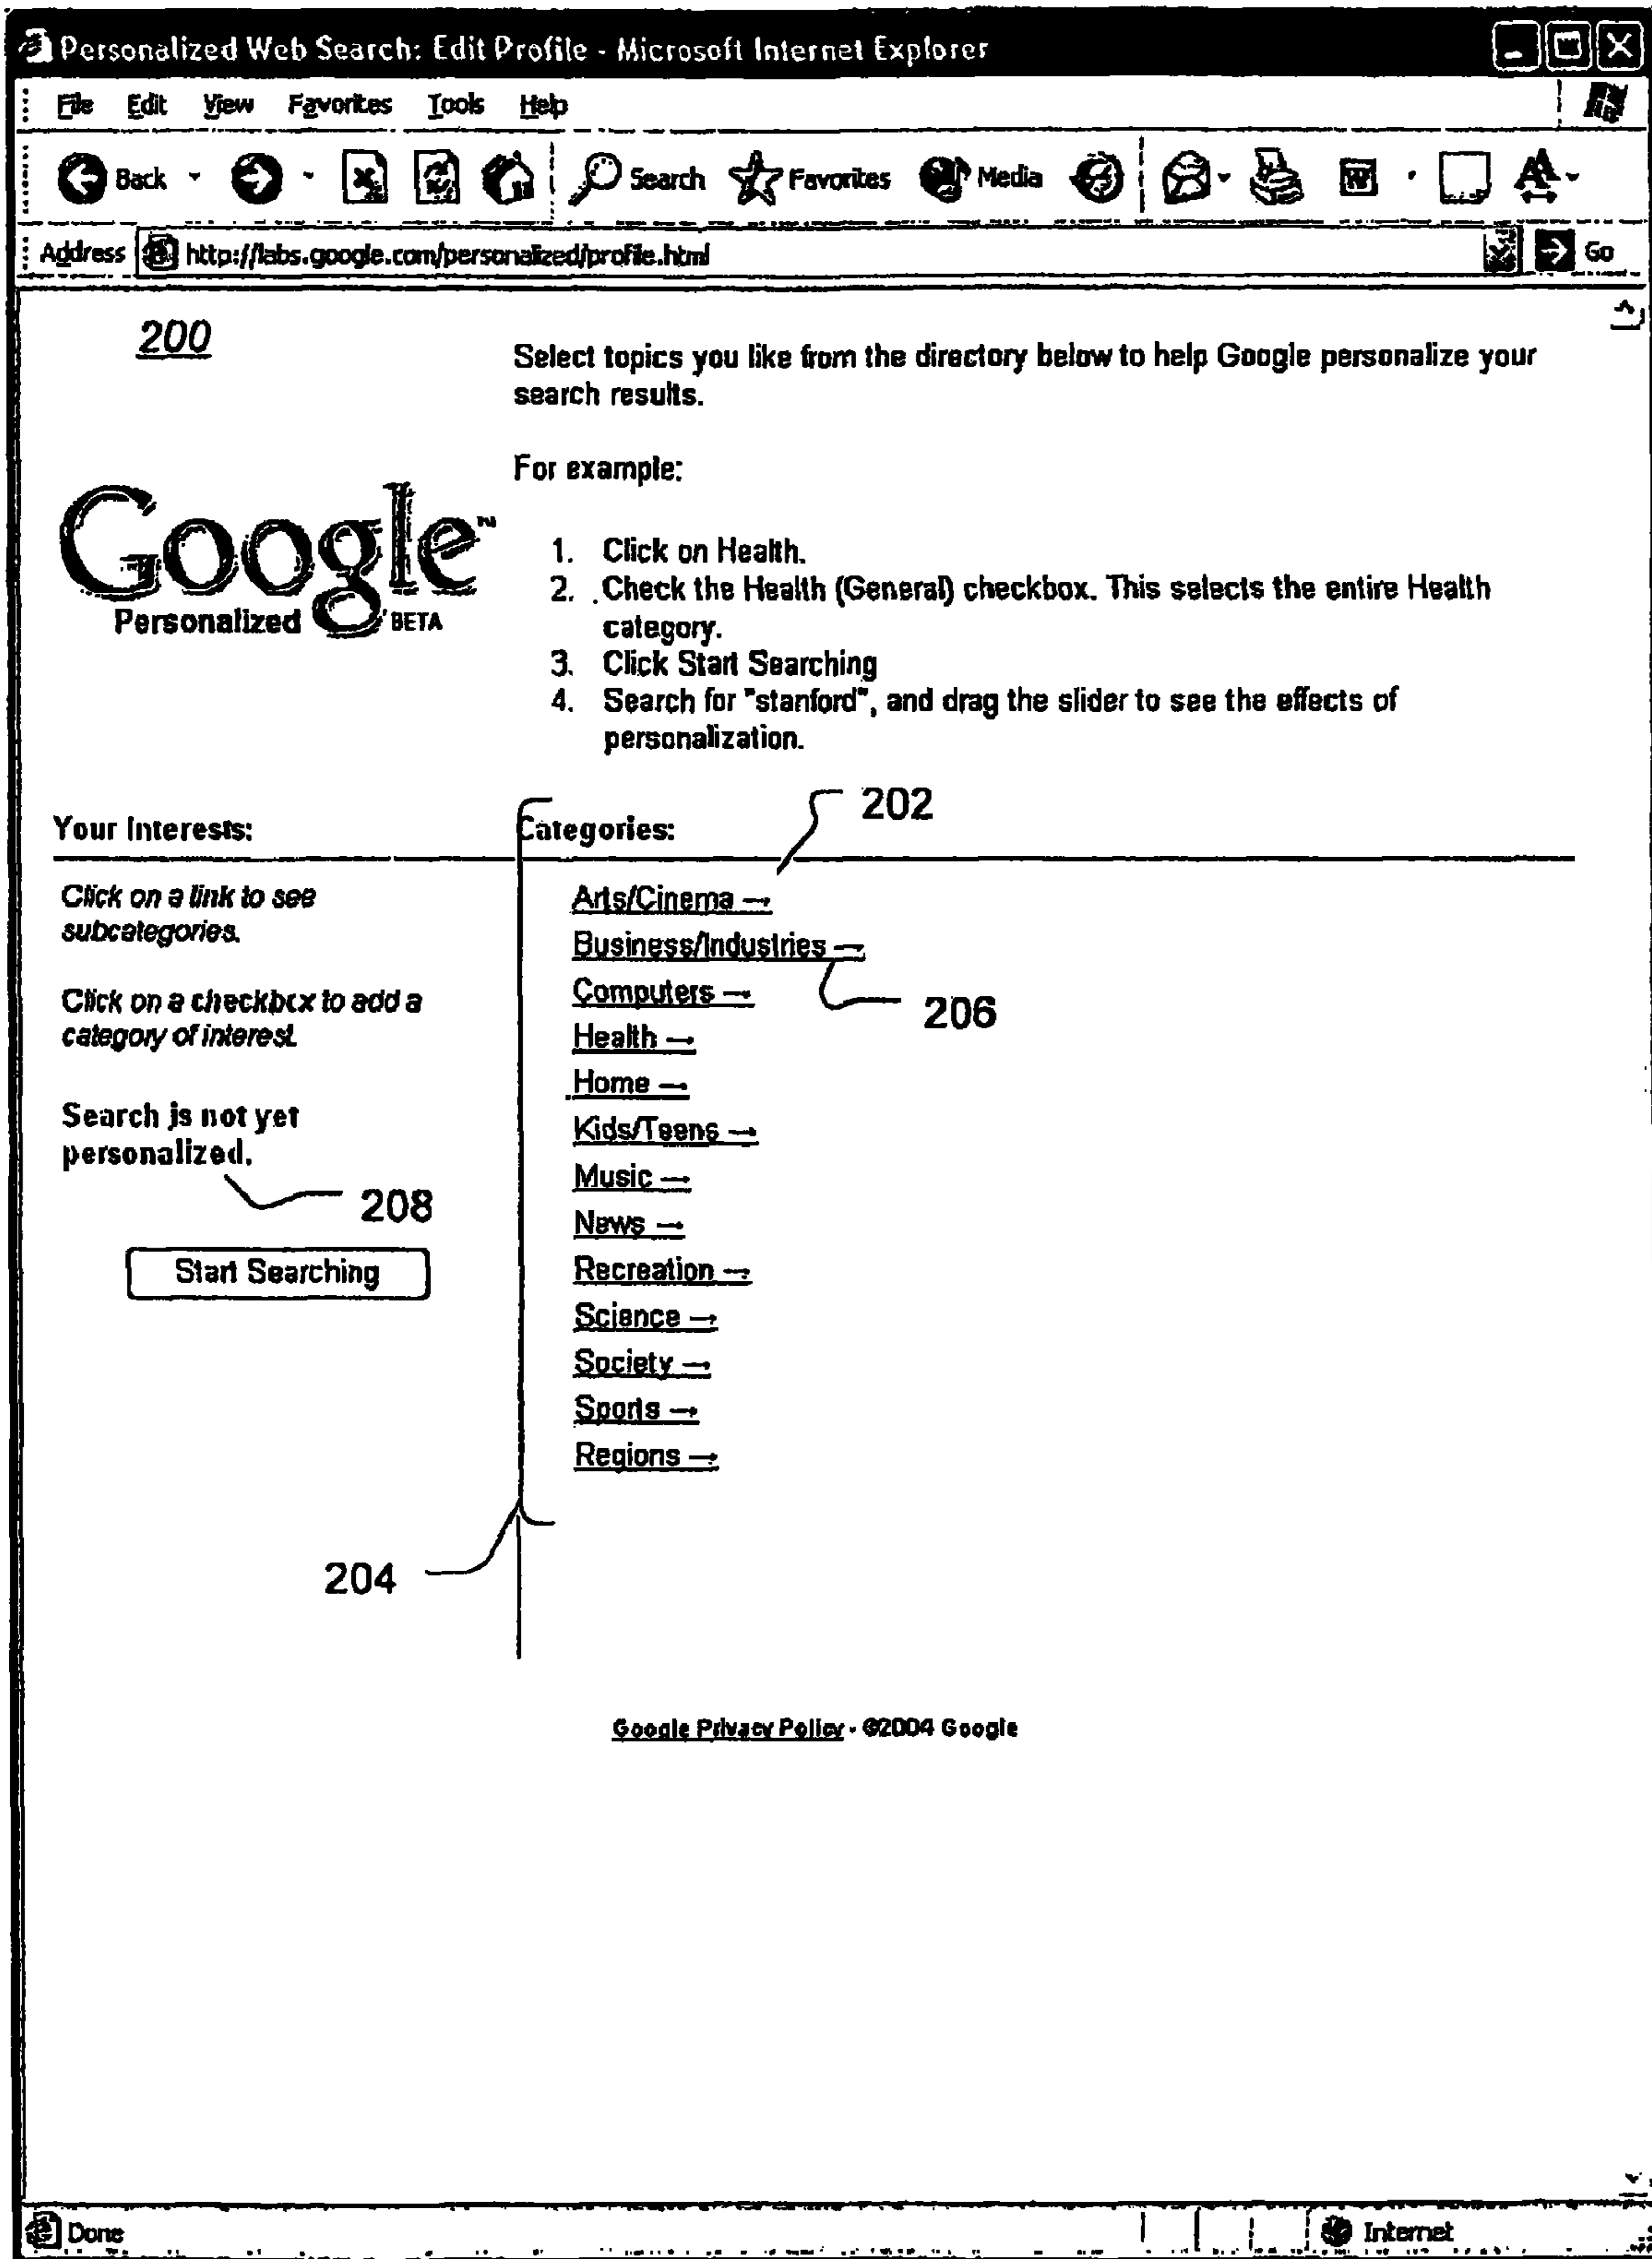 Personalized Web Search: Edit Profile - Microsoft Internet Explorer
File Edit View Favorites Tools Help
Back Search Favorites Media
Address http://labs.google.com/personalized/profile.html Go
200
Select topics you like from the directory below to help Google personalize your
search results.
For example:
Google™
Personalized BETA
1. Click on Health.
2. Check the Health (General) checkbox. This selects the entire Health
category.
3. Click Start Searching
4. Search for "stanford", and drag the slider to see the effects of
personalization.
202
Your Interests:
Categories:
Click on a link to see
subcategories.
Click on a checkbox to add a
category of interest.
Search is not yet
personalized.
208
Start Searching
Arts/Cinema →
Business/Industries →
206
Computers →
Health →
Home →
Kids/Teens →
Music →
News →
Recreation →
Science →
Society →
Sports →
Regions →
204
Google Privacy Policy - ©2004 Google
Done Internet